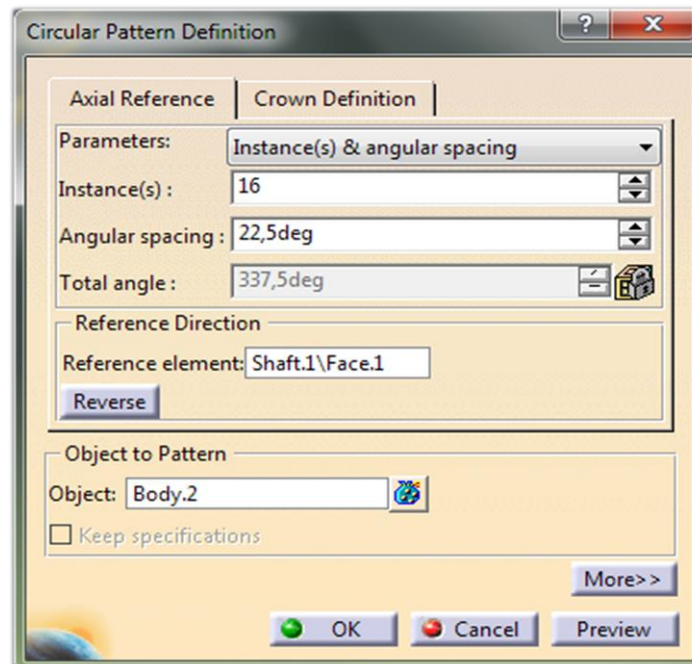 Circular Pattern Definition
?
Axial Reference Crown Definition
Parameters: Instance(s) & angular spacing
Instance(s) : 16
Angular spacing : 22,5deg
Total angle : 337,5deg
Reference Direction
Reference element: Shaft.1\Face.1
Reverse
Object to Pattern
Object: Body.2
Keep specifications
More>>
OK Cancel Preview